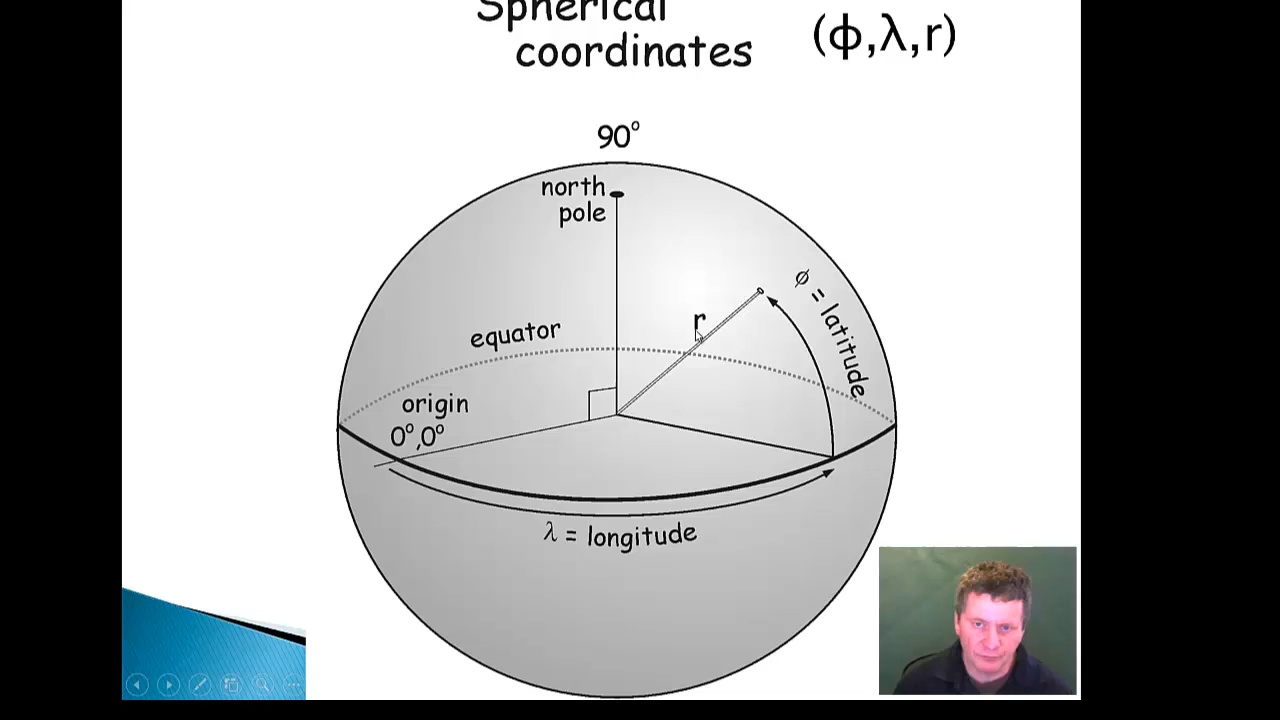 Spherical
coordinates
(ϕ,λ,r)
90°
north
pole
r
ϕ = latitude
equator
origin
0°,0°
λ = longitude